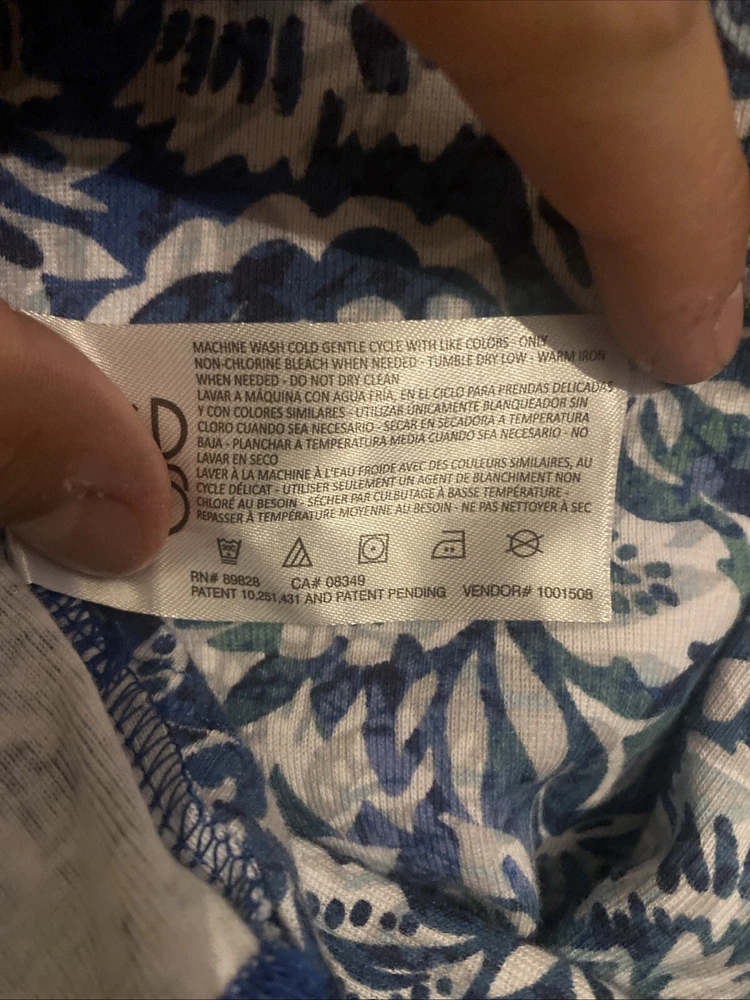 MACHINE WASH COLD GENTLE CYCLE WITH LIKE COLORS - ONLY
NON-CHLORINE BLEACH WHEN NEEDED - TUMBLE DRY LOW - WARM IRON
WHEN NEEDED - DO NOT DRY CLEAN
LAVAR A MÁQUINA CON AGUA FRÍA, EN EL CICLO PARA PRENDAS DELICADAS
Y CON COLORES SIMILARES - UTILIZAR ÚNICAMENTE BLANQUEADOR SIN
CLORO CUANDO SEA NECESARIO - SECAR EN SECADORA A TEMPERATURA
BAJA - PLANCHAR A TEMPERATURA MEDIA CUANDO SEA NECESARIO - NO
LAVAR EN SECO
LAVER À LA MACHINE À L'EAU FROIDE AVEC DES COULEURS SIMILAIRES, AU
CYCLE DÉLICAT - UTILISER SEULEMENT UN AGENT DE BLANCHIMENT NON
CHLORÉ AU BESOIN - SÉCHER PAR CULBUTAGE À BASSE TEMPÉRATURE -
REPASSER À TEMPÉRATURE MOYENNE AU BESOIN - NE PAS NETTOYER À SEC
RN# 89828 CA# 08349
PATENT 10,251,431 AND PATENT PENDING VENDOR# 1001508